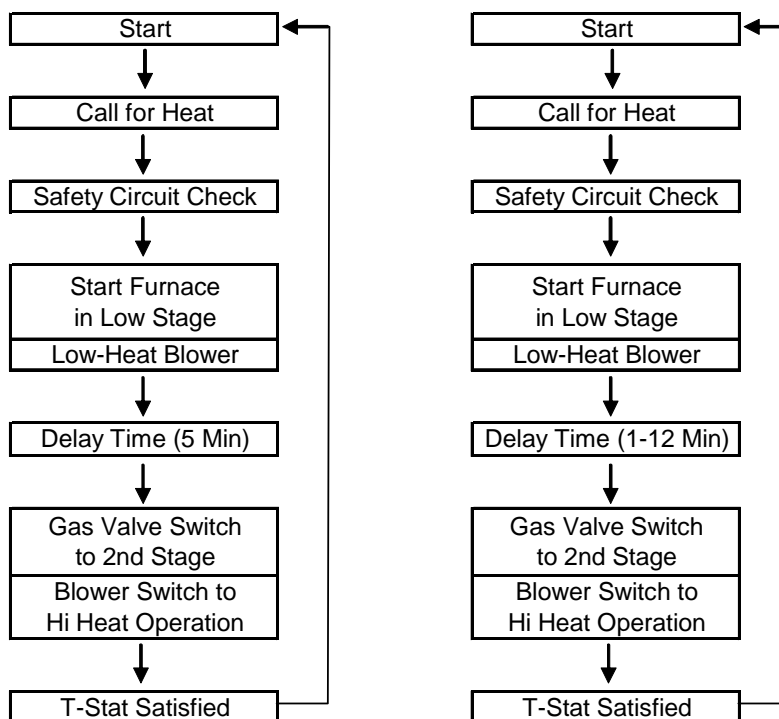 Start
Call for Heat
Safety Circuit Check
Start Furnace
in Low Stage
Low-Heat Blower
Delay Time (5 Min)
Gas Valve Switch
to 2nd Stage
Blower Switch to
Hi Heat Operation
T-Stat Satisfied
Start
Call for Heat
Safety Circuit Check
Start Furnace
in Low Stage
Low-Heat Blower
Delay Time (1-12 Min)
Gas Valve Switch
to 2nd Stage
Blower Switch to
Hi Heat Operation
T-Stat Satisfied